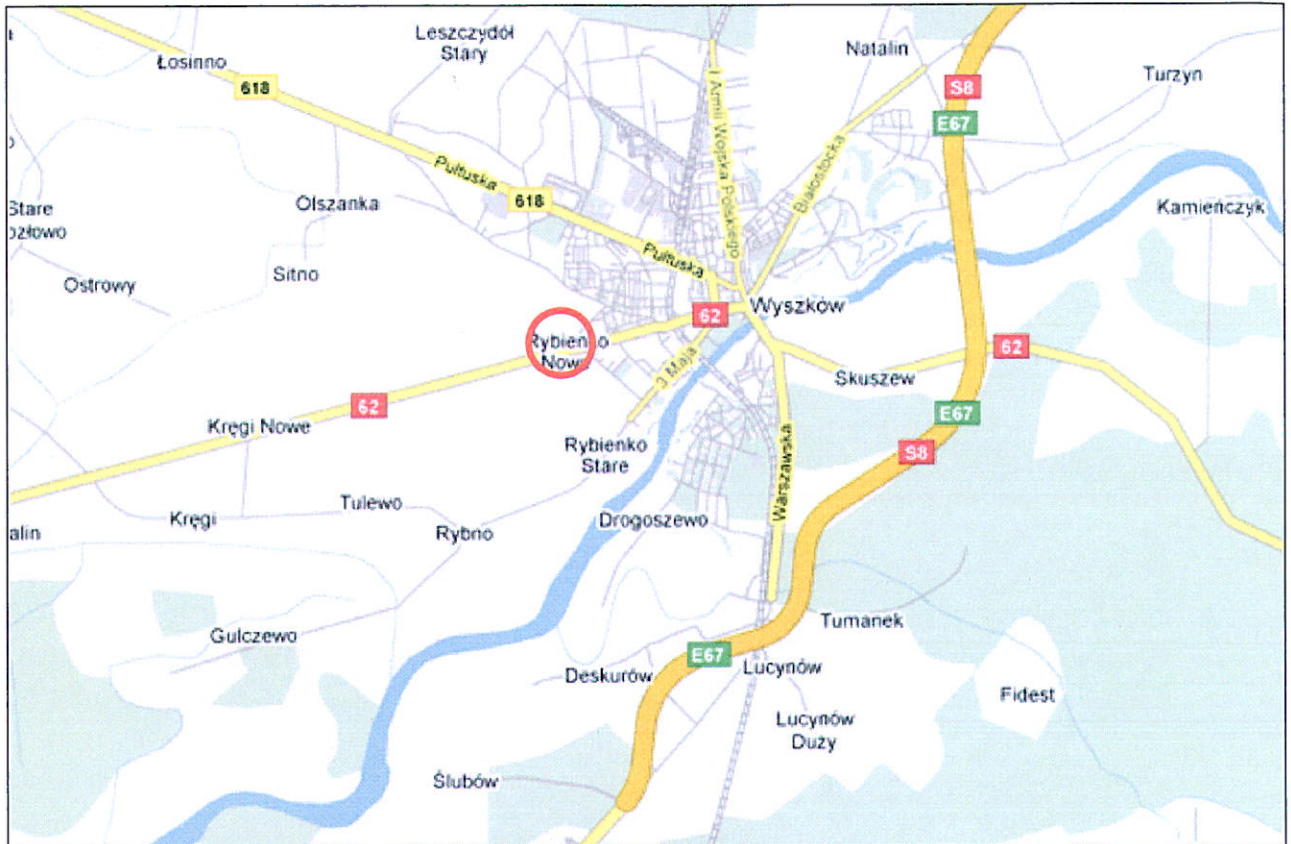 Leszczydół
Stary
Natalin
Łosinno
Turzyn
618
S8
E67
1 Armii Wojska Polskiego
Białostocka
Pułtuska
618
Olszanka
Stare
Kamieńczyk
Pułtuska
Sitno
Ostrowy
Wyszków
62
Rybienko
Nowe
62
3 Maja
Skuszew
62
E67
Kręgi Nowe
Rybienko
Stare
S8
Warszawska
Tulewo
Kręgi
Drogoszewo
Rybno
alin
Tumanek
Gulczewo
E67
Deskurów
Lucynów
Fidest
Lucynów
Duży
Ślubów